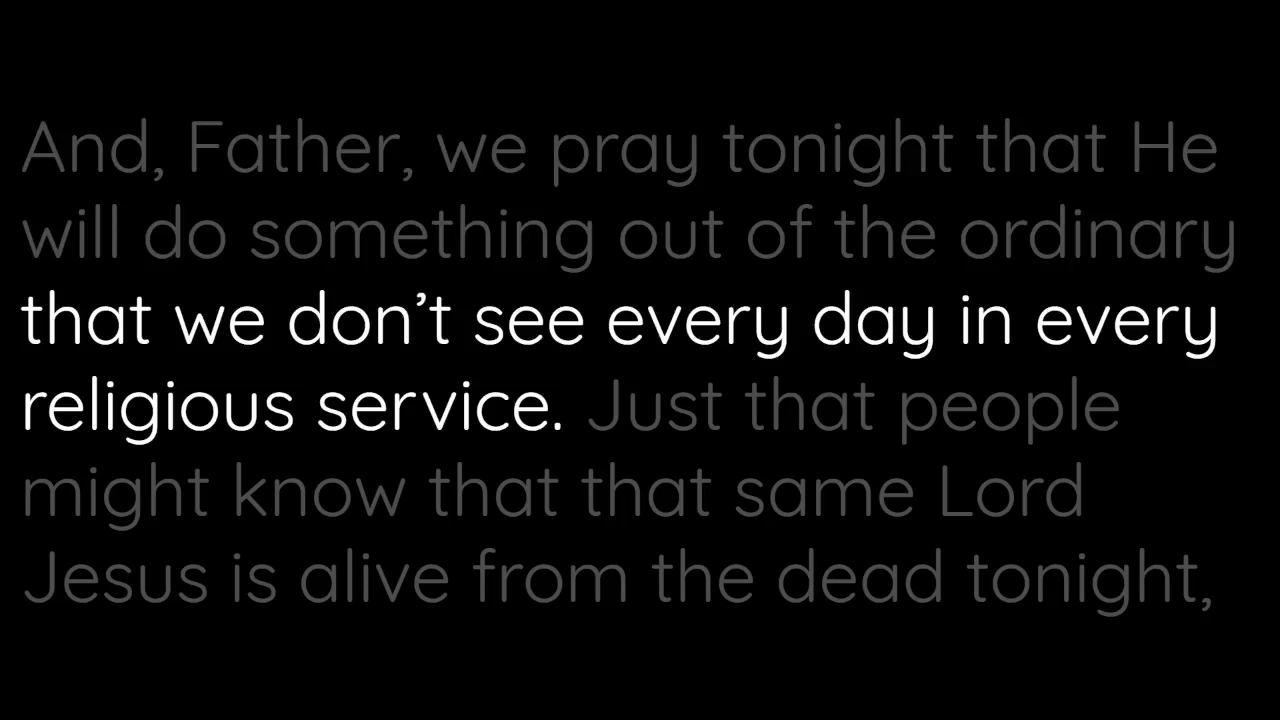 And, Father, we pray tonight that He
will do something out of the ordinary
that we don’t see every day in every
religious service. Just that people
might know that that same Lord
Jesus is alive from the dead tonight,